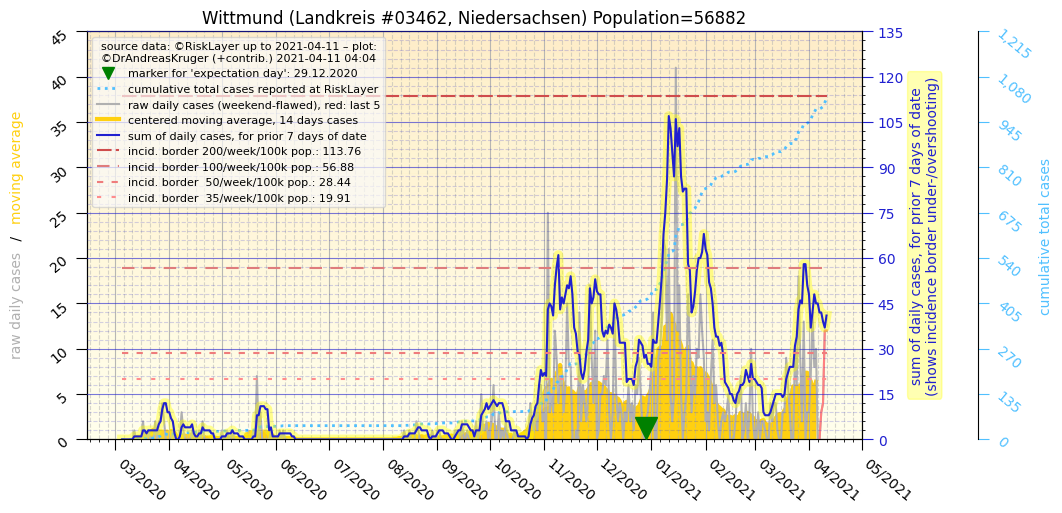 Wittmund (Landkreis #03462, Niedersachsen) Population=56882
source data: ©RiskLayer up to 2021-04-11 – plot:
©DrAndreasKruger (+contrib.) 2021-04-11 04:04
marker for 'expectation day': 29.12.2020
cumulative total cases reported at RiskLayer
raw daily cases (weekend-flawed), red: last 5
centered moving average, 14 days cases
sum of daily cases, for prior 7 days of date
incid. border 200/week/100k pop.: 113.76
incid. border 100/week/100k pop.: 56.88
incid. border  50/week/100k pop.: 28.44
incid. border  35/week/100k pop.: 19.91
raw daily cases / moving average
45
40
35
30
25
20
15
10
5
0
03/2020
04/2020
05/2020
06/2020
07/2020
08/2020
09/2020
10/2020
11/2020
12/2020
01/2021
02/2021
03/2021
04/2021
05/2021
135
120
105
90
75
60
45
30
15
0
sum of daily cases, for prior 7 days of date
(shows incidence border under-/overshooting)
1,215
1,080
945
810
675
540
405
270
135
0
cumulative total cases